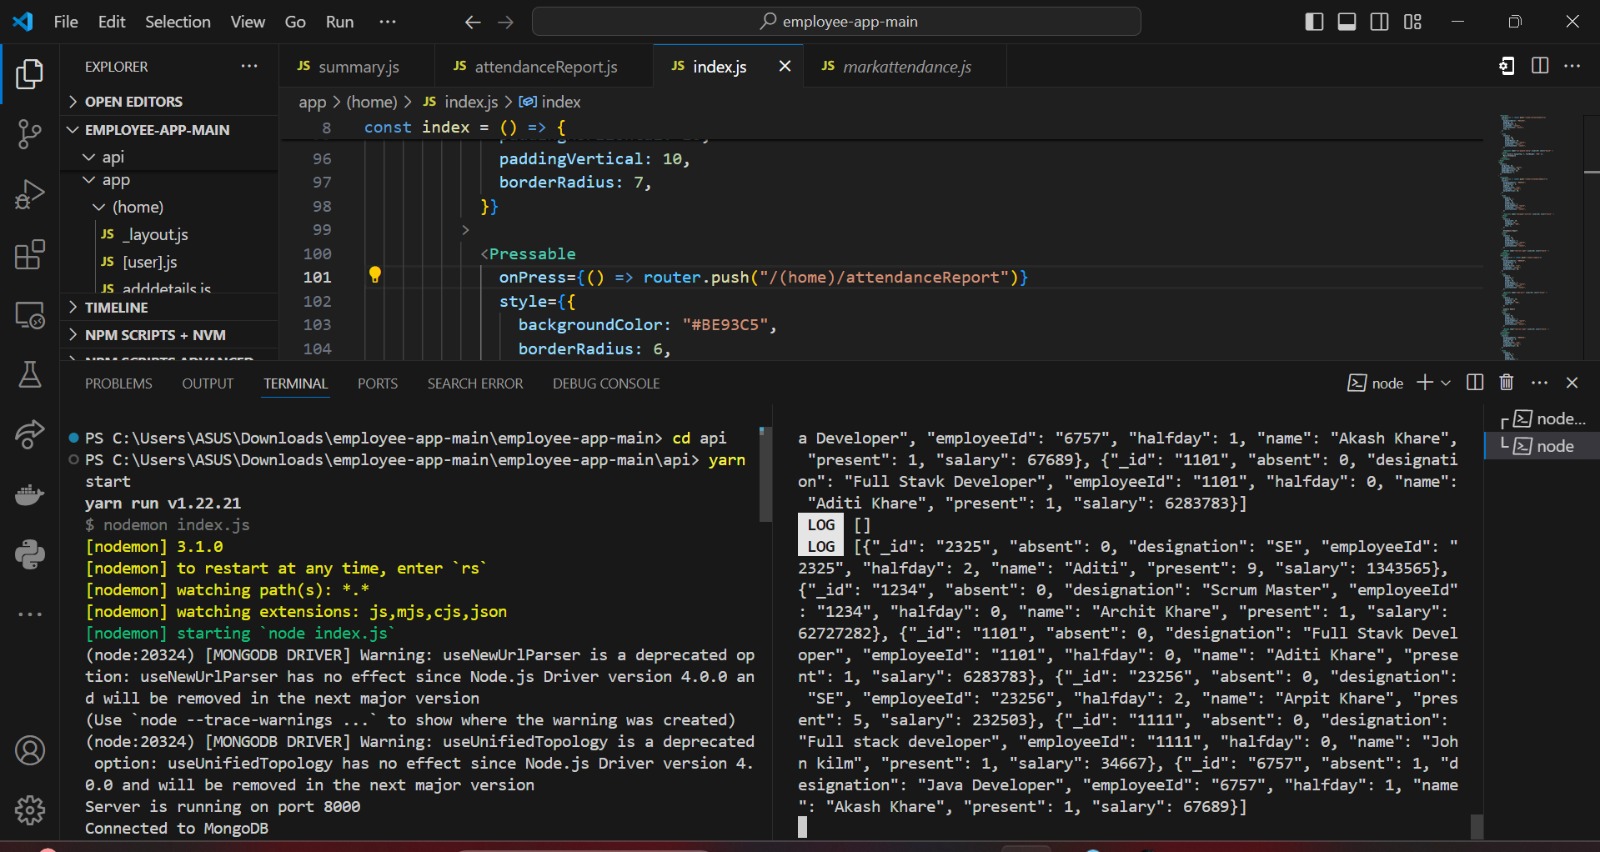 File Edit Selection View Go Run ··· employee-app-main
EXPLORER ···
OPEN EDITORS
EMPLOYEE-APP-MAIN
api
app
(home)
JS _layout.js
JS [user].js
JS adddetails.js
TIMELINE
NPM SCRIPTS + NVM
NPM SCRIPTS ADVANCED
JS summary.js JS attendanceReport.js JS index.js JS markattendance.js
app > (home) > JS index.js > index
8 const index = () => {
96 paddingVertical: 10,
97 borderRadius: 7,
98 }}
99 >
100 <Pressable
101 onPress={() => router.push("/(home)/attendanceReport")}
102 style={{
103 backgroundColor: "#BE93C5",
104 borderRadius: 6,
PROBLEMS OUTPUT TERMINAL PORTS SEARCH ERROR DEBUG CONSOLE
node
PS C:\Users\ASUS\Downloads\employee-app-main\employee-app-main> cd api
PS C:\Users\ASUS\Downloads\employee-app-main\employee-app-main\api> yarn
start
yarn run v1.22.21
$ nodemon index.js
[nodemon] 3.1.0
[nodemon] to restart at any time, enter `rs`
[nodemon] watching path(s): *.*
[nodemon] watching extensions: js,mjs,cjs,json
[nodemon] starting `node index.js`
(node:20324) [MONGODB DRIVER] Warning: useNewUrlParser is a deprecated op
tion: useNewUrlParser has no effect since Node.js Driver version 4.0.0 an
d will be removed in the next major version
(Use `node --trace-warnings ...` to show where the warning was created)
(node:20324) [MONGODB DRIVER] Warning: useUnifiedTopology is a deprecated
option: useUnifiedTopology has no effect since Node.js Driver version 4.
0.0 and will be removed in the next major version
Server is running on port 8000
Connected to MongoDB
a Developer", "employeeId": "6757", "halfday": 1, "name": "Akash Khare",
"present": 1, "salary": 67689}, {"_id": "1101", "absent": 0, "designati
on": "Full Stavk Developer", "employeeId": "1101", "halfday": 0, "name":
"Aditi Khare", "present": 1, "salary": 6283783}]
LOG []
LOG [{"_id": "2325", "absent": 0, "designation": "SE", "employeeId": "
2325", "halfday": 2, "name": "Aditi", "present": 9, "salary": 1343565},
{"_id": "1234", "absent": 0, "designation": "Scrum Master", "employeeId"
: "1234", "halfday": 0, "name": "Archit Khare", "present": 1, "salary":
62727282}, {"_id": "1101", "absent": 0, "designation": "Full Stavk Devel
oper", "employeeId": "1101", "halfday": 0, "name": "Aditi Khare", "prese
nt": 1, "salary": 6283783}, {"_id": "23256", "absent": 0, "designation":
"SE", "employeeId": "23256", "halfday": 2, "name": "Arpit Khare", "pres
ent": 5, "salary": 232503}, {"_id": "1111", "absent": 0, "designation":
"Full stack developer", "employeeId": "1111", "halfday": 0, "name": "Joh
n kilm", "present": 1, "salary": 34667}, {"_id": "6757", "absent": 1, "d
esignation": "Java Developer", "employeeId": "6757", "halfday": 1, "name
": "Akash Khare", "present": 1, "salary": 67689}]
node...
node